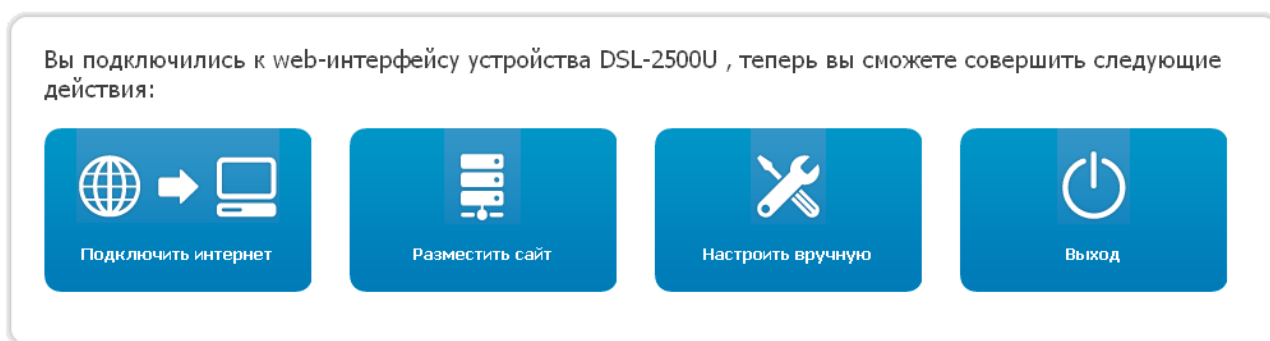 Вы подключились к web-интерфейсу устройства DSL-2500U , теперь вы сможете совершить следующие
действия:
Подключить интернет
Разместить сайт
Настроить вручную
Выход